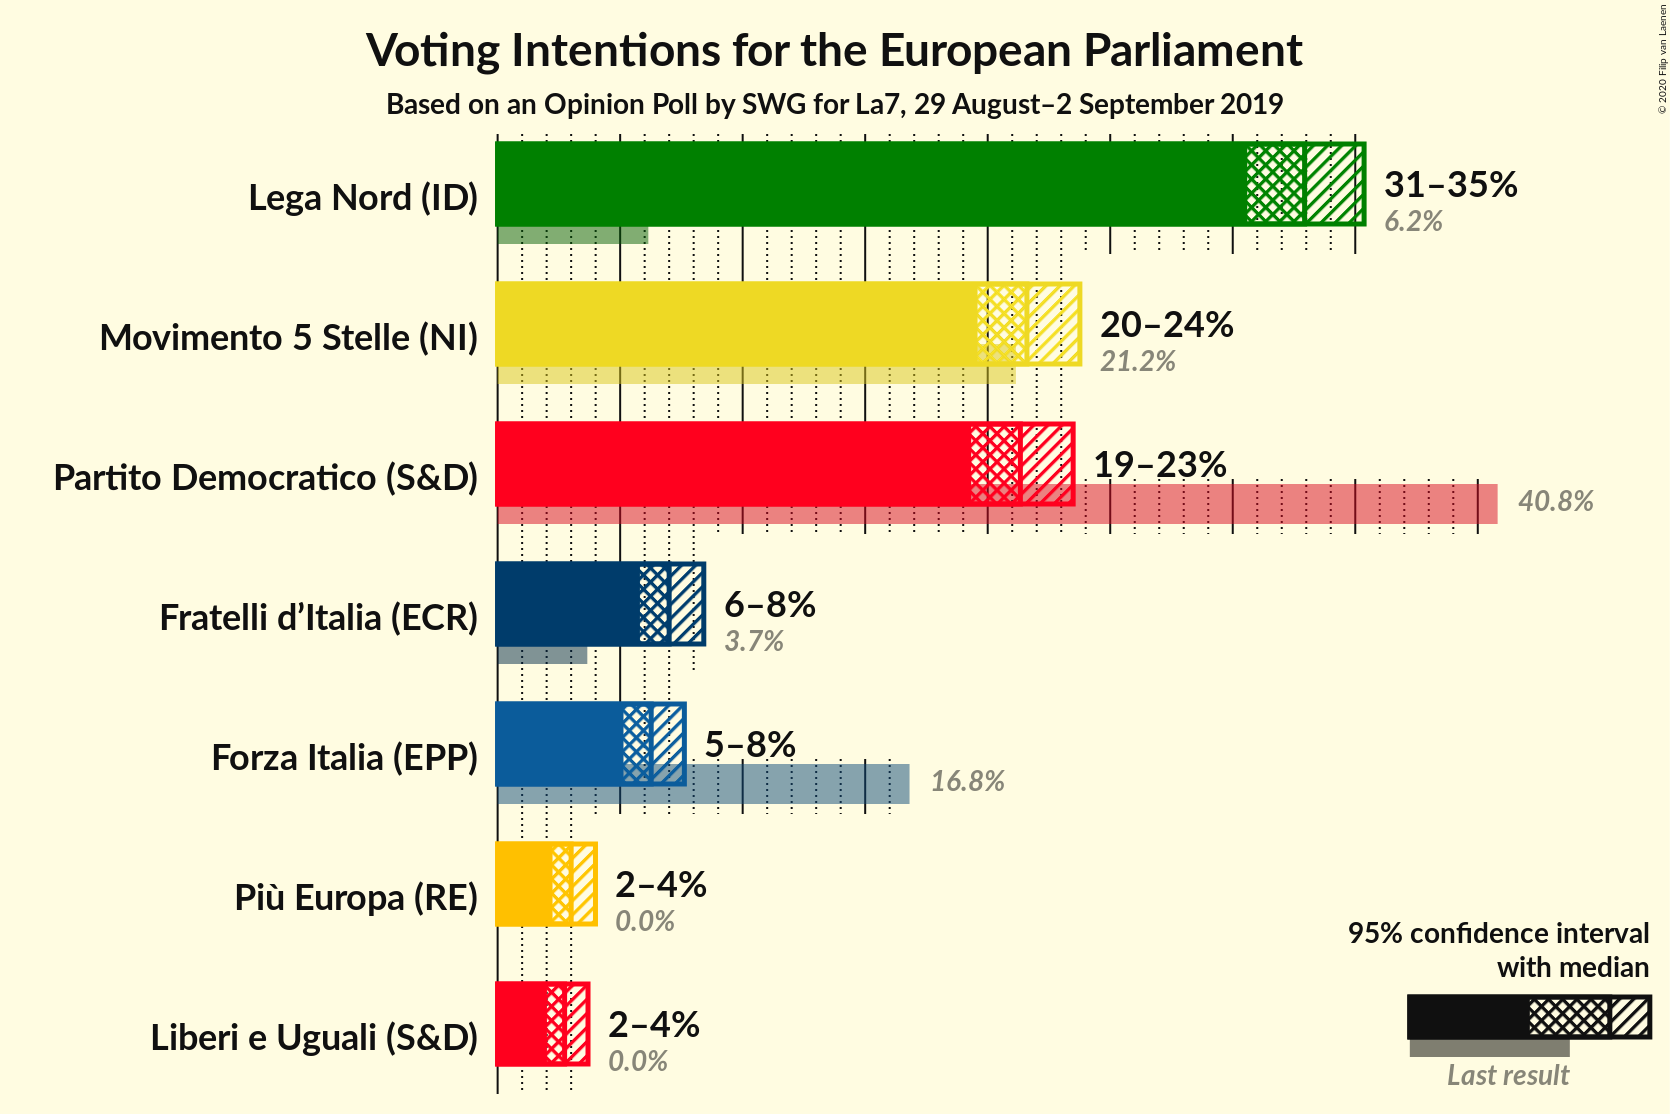 Voting Intentions for the European Parliament
Based on an Opinion Poll by SWG for La7, 29 August–2 September 2019
© 2020 Filip van Laenen
Lega Nord (ID)
31–35%
6.2%
Movimento 5 Stelle (NI)
20–24%
21.2%
Partito Democratico (S&D)
19–23%
40.8%
Fratelli d’Italia (ECR)
6–8%
3.7%
Forza Italia (EPP)
5–8%
16.8%
Più Europa (RE)
2–4%
0.0%
Liberi e Uguali (S&D)
2–4%
0.0%
95% confidence interval
with median
Last result